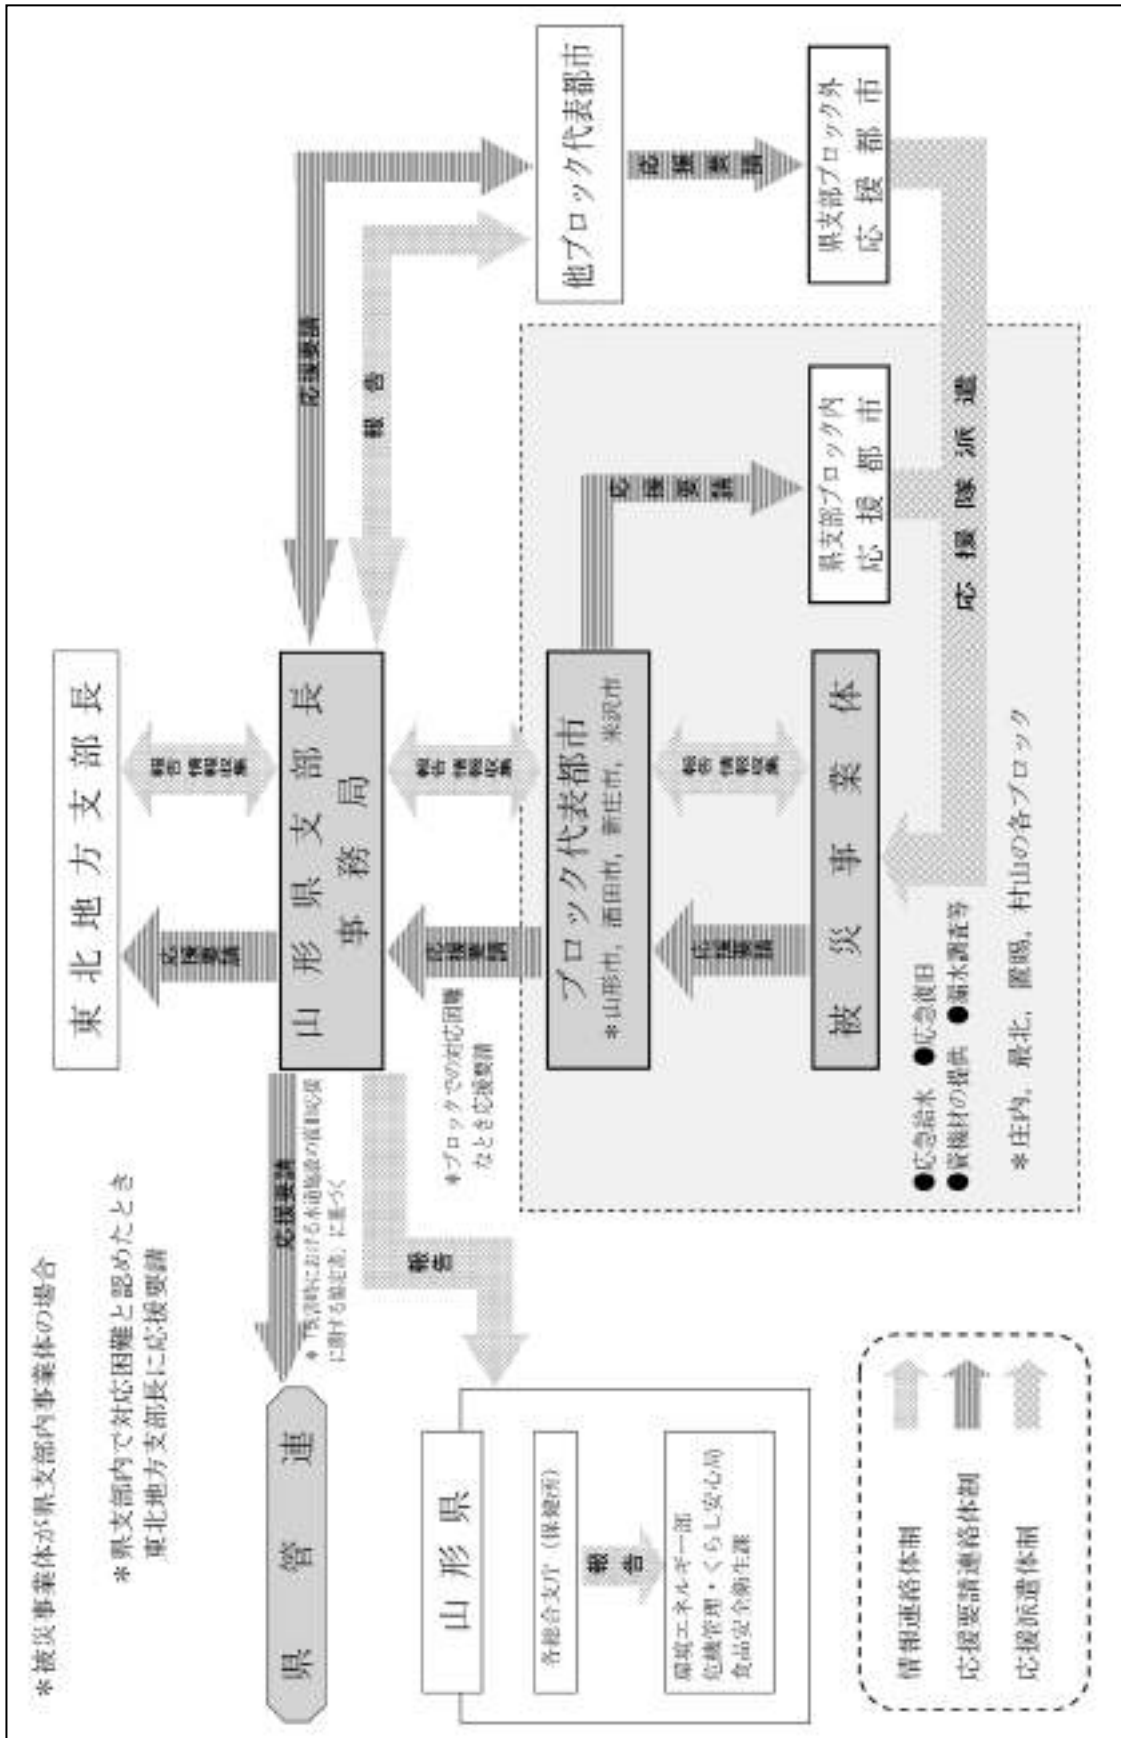 ＊被災事業体が県支部内事業体の場合
＊県支部内で対応困難と認めたとき
東北地方支部長に応援要請
東北地方支部長
応援要請
報告
情報収集
県管連
応援要請
＊「災害時における水道施設の復旧応援
に関する協定書」に基づく
山形県支部長
事務局
応援要請
報告
報告
山形県
各総合支庁（保健所）
報告
環境エネルギー部
危機管理・くらし安心局
食品安全衛生課
応援要請
＊ブロックでの対応困難
なとき応援要請
報告
情報収集
ブロック代表都市
＊山形市，酒田市，新庄市，米沢市
他ブロック代表都市
応援要請
報告
情報収集
応援要請
応援要請
被災事業体
県支部ブロック内
応援都市
県支部ブロック外
応援都市
●応急給水　●応急復旧
●資機材の提供　●漏水調査等
応援隊派遣
＊庄内，最北，置賜，村山の各ブロック
情報連絡体制
応援要請連絡体制
応援派遣体制